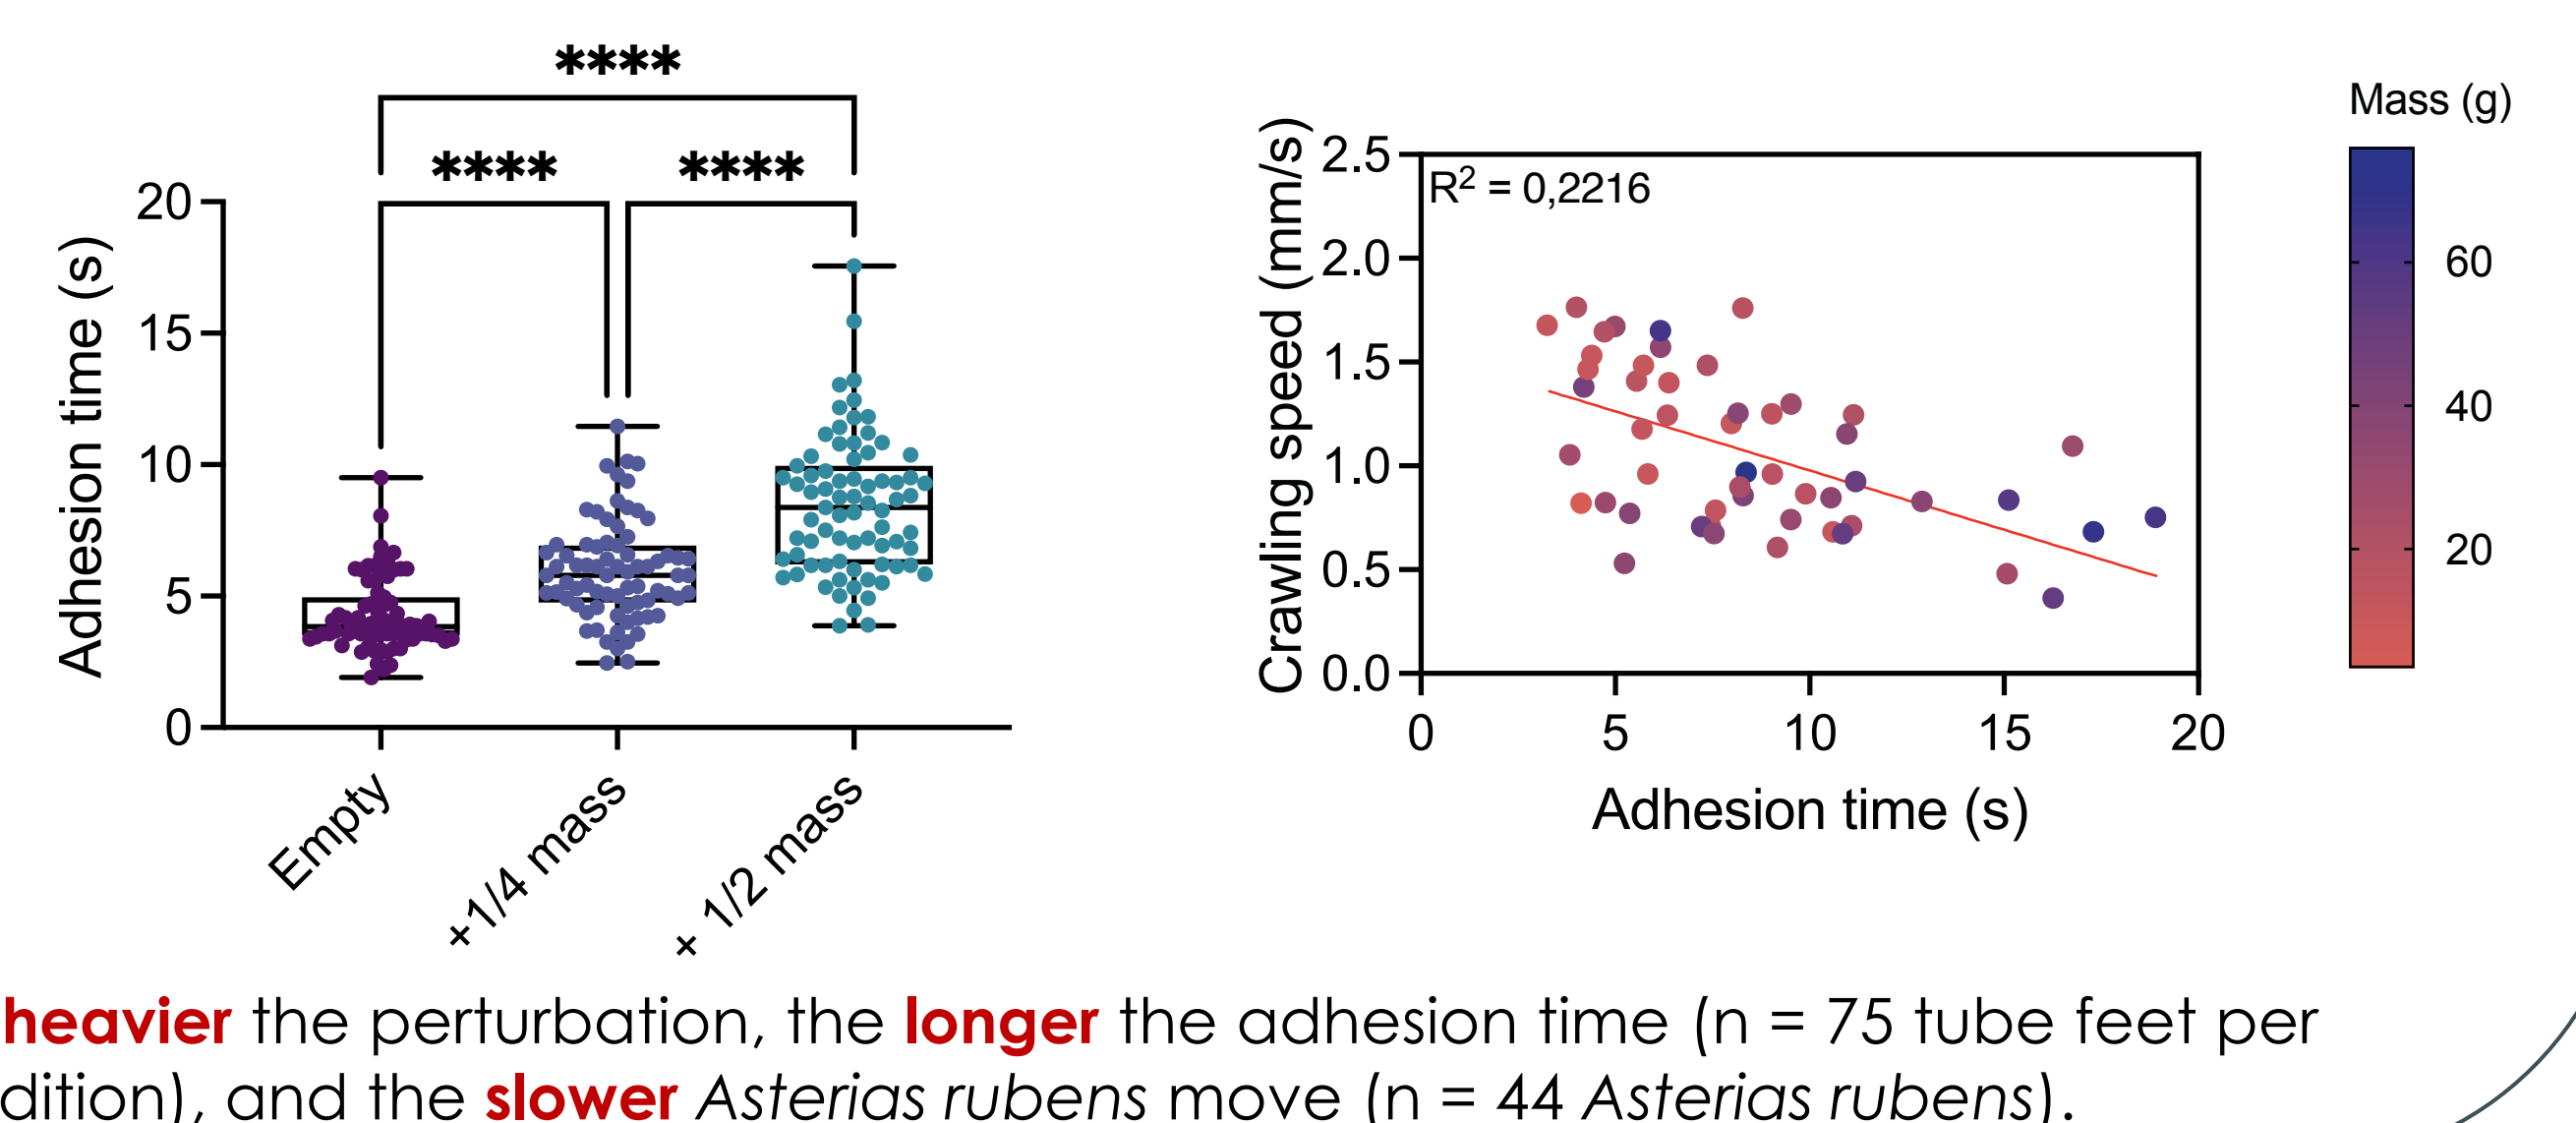 ****
**** ****
Adhesion time (s)
20
15
10
5
0
Empty
+1/4 mass
+ 1/2 mass
Crawling speed (mm/s)
2.5
2.0
1.5
1.0
0.5
0.0
R² = 0,2216
0 5 10 15 20
Adhesion time (s)
Mass (g)
60
40
20
heavier the perturbation, the longer the adhesion time (n = 75 tube feet per
dition), and the slower Asterias rubens move (n = 44 Asterias rubens).